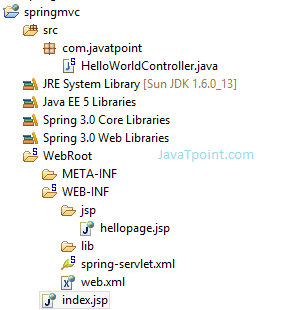 springmvc
src
com.javatpoint
HelloWorldController.java
JRE System Library [Sun JDK 1.6.0_13]
Java EE 5 Libraries
Spring 3.0 Core Libraries
Spring 3.0 Web Libraries
WebRoot
JavaTpoint.com
META-INF
WEB-INF
jsp
hellopage.jsp
lib
spring-servlet.xml
web.xml
index.jsp